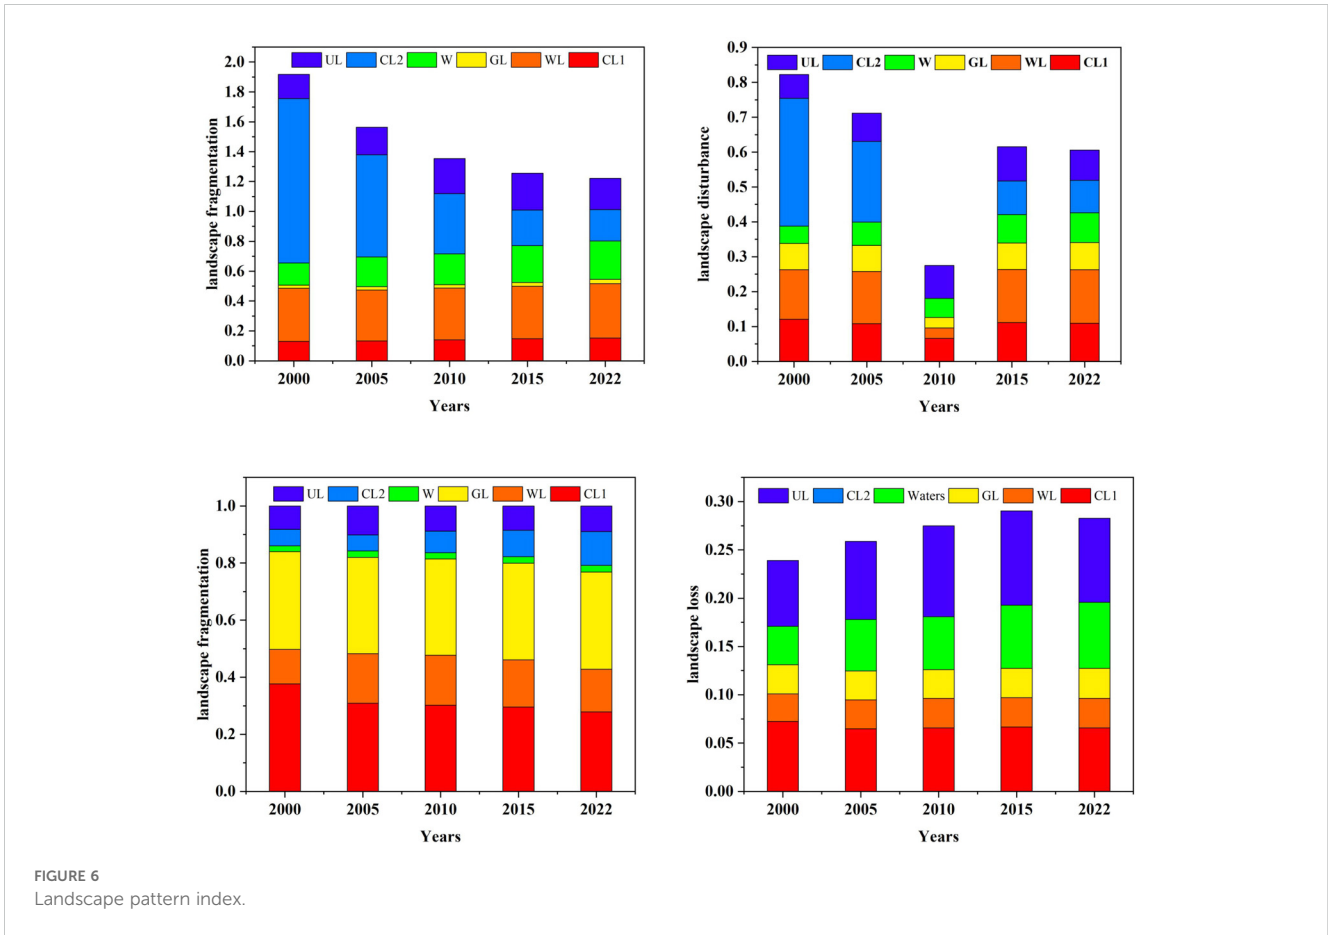 UL CL2 W GL WL CL1
2.0
1.8
1.6
1.4
1.2
1.0
0.8
0.6
0.4
0.2
0.0
landscape fragmentation
2000 2005 2010 2015 2022
Years
UL CL2 W GL WL CL1
0.9
0.8
0.7
0.6
0.5
0.4
0.3
0.2
0.1
0.0
landscape disturbance
2000 2005 2010 2015 2022
Years
UL CL2 W GL WL CL1
1.0
0.8
0.6
0.4
0.2
0.0
landscape fragmentation
2000 2005 2010 2015 2022
Years
UL CL2 Waters GL WL CL1
0.30
0.25
0.20
0.15
0.10
0.05
0.00
landscape loss
2000 2005 2010 2015 2022
Years
FIGURE 6
Landscape pattern index.